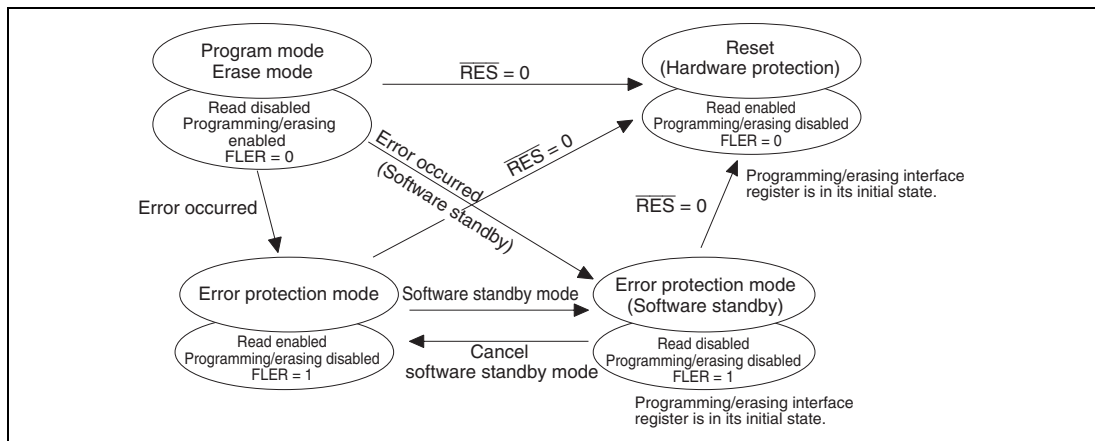 Program mode
Erase mode
Read disabled
Programming/erasing
enabled
FLER = 0
RES = 0
Reset
(Hardware protection)
Read enabled
Programming/erasing disabled
FLER = 0
Programming/erasing interface
register is in its initial state.
Error occurred
Error occurred
(Software standby)
RES = 0
RES = 0
Error protection mode
Read enabled
Programming/erasing disabled
FLER = 1
Software standby mode
Cancel
software standby mode
Error protection mode
(Software standby)
Read disabled
Programming/erasing disabled
FLER = 1
Programming/erasing interface
register is in its initial state.